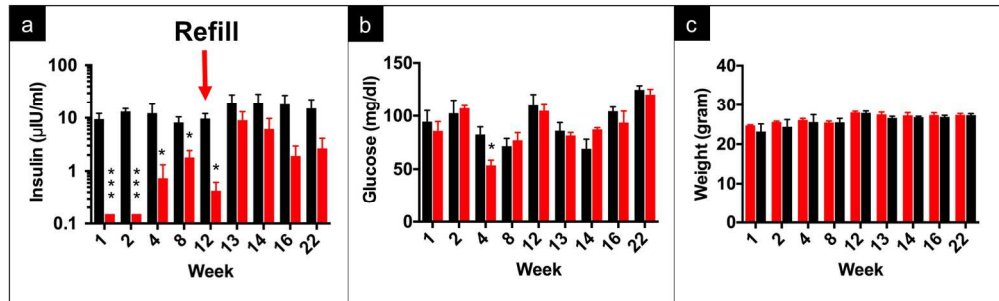 a
Refill
Insulin (µIU/ml)
100
10
1
0.1
***
***
*
*
*
1 2 4 8 12 13 14 16 22
Week
b
Glucose (mg/dl)
150
100
50
0
*
1 2 4 8 12 13 14 16 22
Week
c
Weight (gram)
40
30
20
10
0
1 2 4 8 12 13 14 16 22
Week